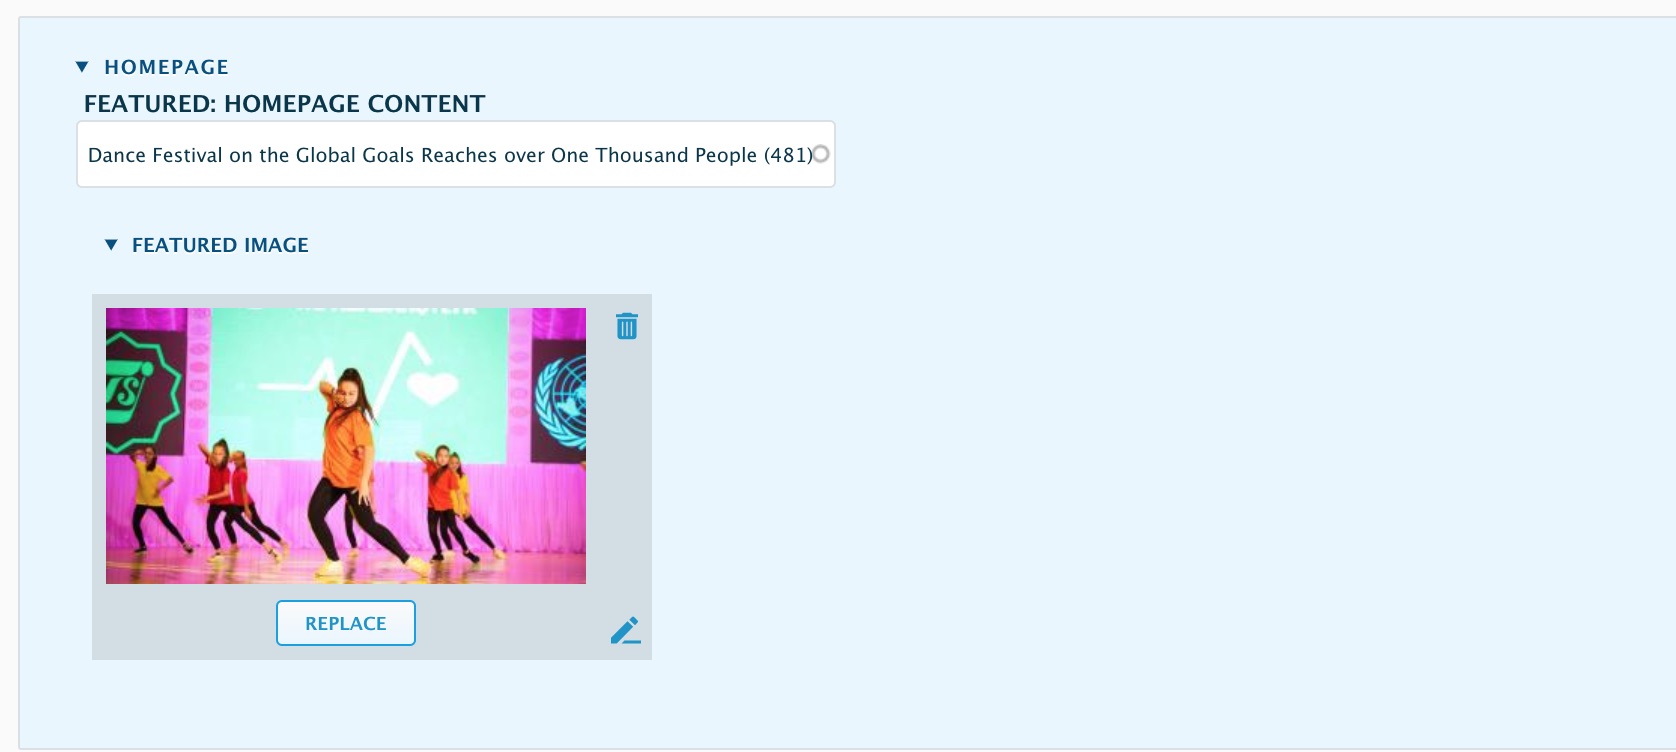 HOMEPAGE
FEATURED: HOMEPAGE CONTENT
Dance Festival on the Global Goals Reaches over One Thousand People (481)
FEATURED IMAGE
REPLACE